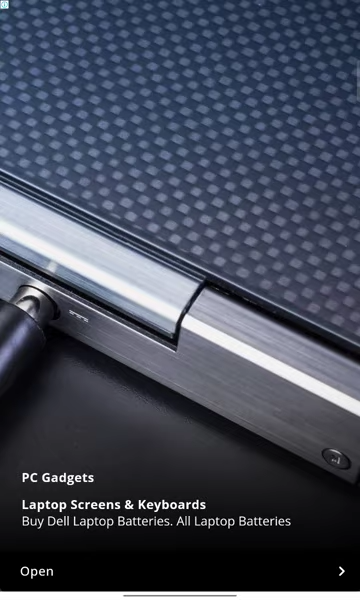 PC Gadgets
Laptop Screens & Keyboards
Buy Dell Laptop Batteries. All Laptop Batteries
Open